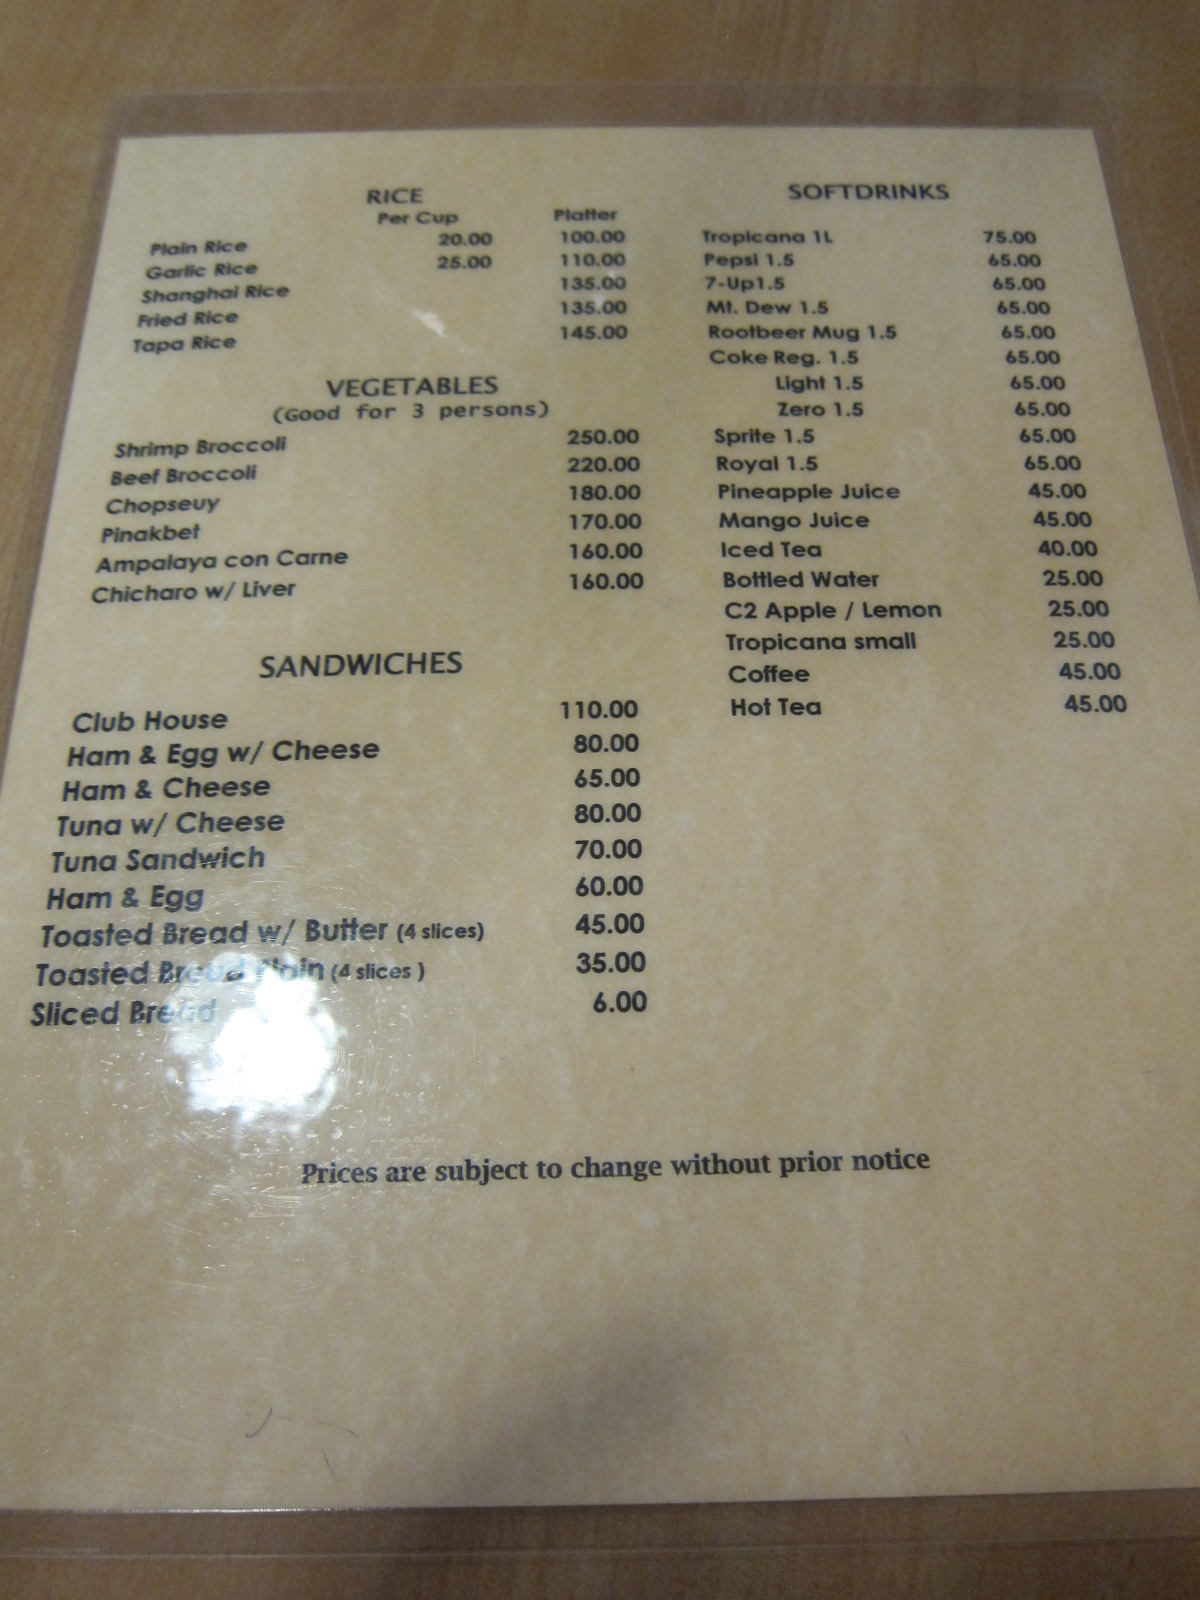 RICE
Per Cup Platter
Plain Rice 20.00 100.00
Garlic Rice 25.00 110.00
Shanghai Rice 135.00
Fried Rice 135.00
Tapa Rice 145.00
VEGETABLES
(Good for 3 persons)
Shrimp Broccoli 250.00
Beef Broccoli 220.00
Chopseuy 180.00
Pinakbet 170.00
Ampalaya con Carne 160.00
Chicharo w/ Liver 160.00
SANDWICHES
Club House 110.00
Ham & Egg w/ Cheese 80.00
Ham & Cheese 65.00
Tuna w/ Cheese 80.00
Tuna Sandwich 70.00
Ham & Egg 60.00
Toasted Bread w/ Butter (4 slices) 45.00
Toasted Bread Plain (4 slices ) 35.00
Sliced Bread 6.00
SOFTDRINKS
Tropicana 1L 75.00
Pepsi 1.5 65.00
7-Up1.5 65.00
Mt. Dew 1.5 65.00
Rootbeer Mug 1.5 65.00
Coke Reg. 1.5 65.00
Light 1.5 65.00
Zero 1.5 65.00
Sprite 1.5 65.00
Royal 1.5 65.00
Pineapple Juice 45.00
Mango Juice 45.00
Iced Tea 40.00
Bottled Water 25.00
C2 Apple / Lemon 25.00
Tropicana small 25.00
Coffee 45.00
Hot Tea 45.00
Prices are subject to change without prior notice